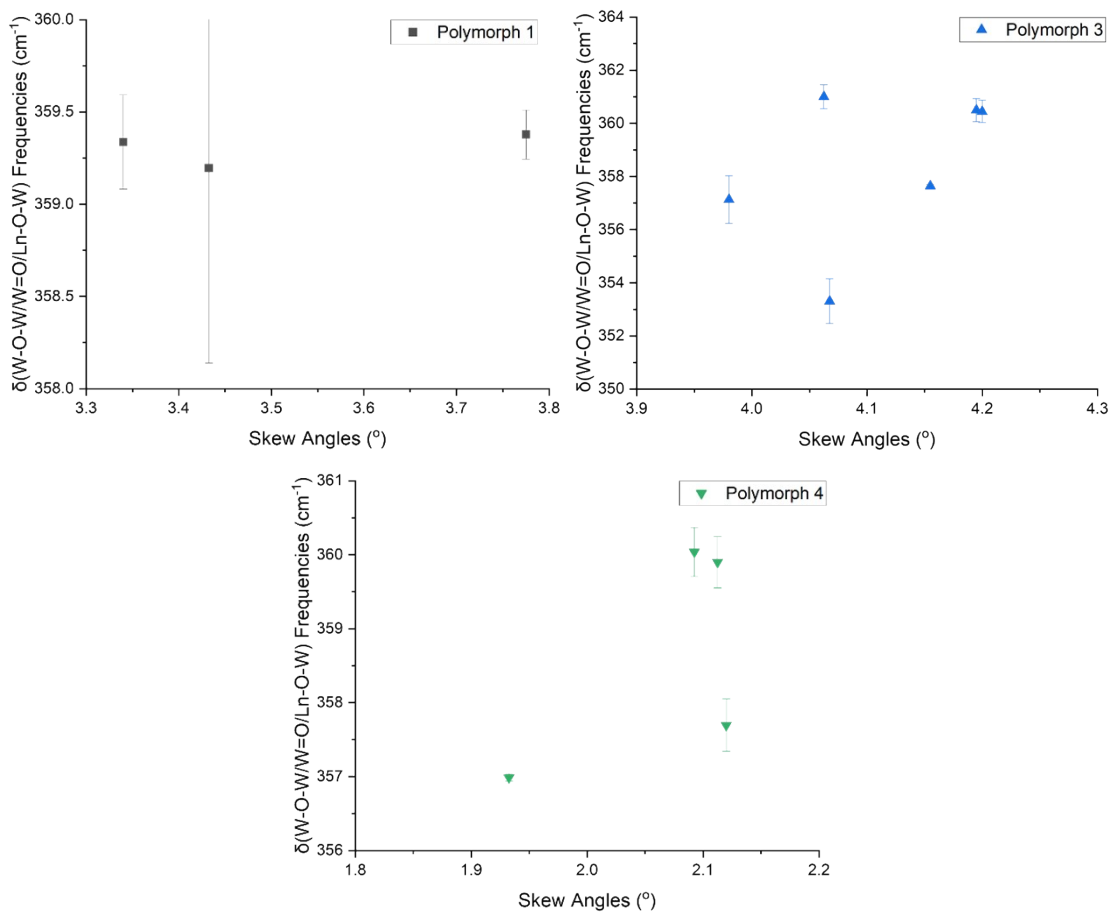 Polymorph 1
δ(W-O-W/W=O/Ln-O-W) Frequencies (cm⁻¹)
360.0
359.5
359.0
358.5
358.0
3.3 3.4 3.5 3.6 3.7 3.8
Skew Angles (º)
Polymorph 3
δ(W-O-W/W=O/Ln-O-W) Frequencies (cm⁻¹)
364
362
360
358
356
354
352
350
3.9 4.0 4.1 4.2 4.3
Skew Angles (º)
Polymorph 4
δ(W-O-W/W=O/Ln-O-W) Frequencies (cm⁻¹)
361
360
359
358
357
356
1.8 1.9 2.0 2.1 2.2
Skew Angles (º)